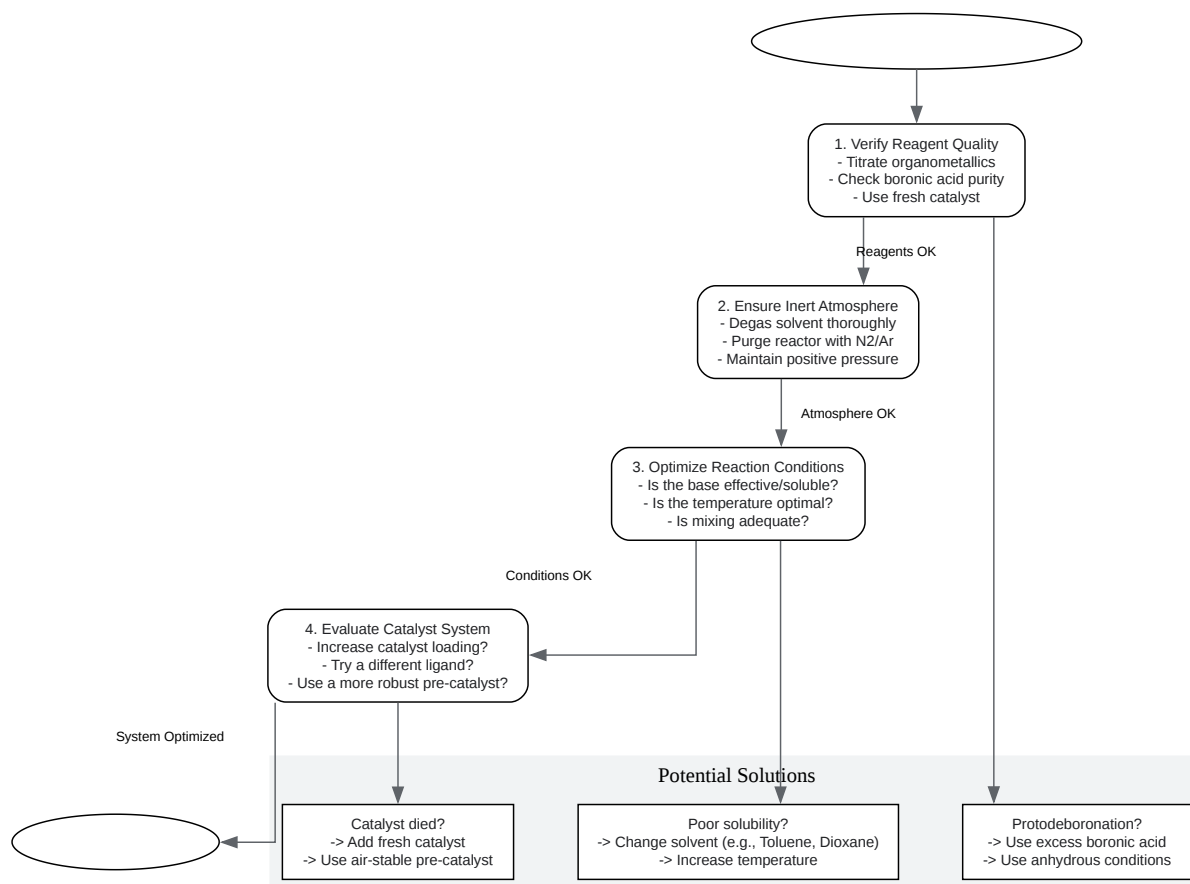 1. Verify Reagent Quality
- Titrate organometallics
- Check boronic acid purity
- Use fresh catalyst
Reagents OK
2. Ensure Inert Atmosphere
- Degas solvent thoroughly
- Purge reactor with N2/Ar
- Maintain positive pressure
Atmosphere OK
3. Optimize Reaction Conditions
- Is the base effective/soluble?
- Is the temperature optimal?
- Is mixing adequate?
Conditions OK
4. Evaluate Catalyst System
- Increase catalyst loading?
- Try a different ligand?
- Use a more robust pre-catalyst?
System Optimized
Potential Solutions
Catalyst died?
-> Add fresh catalyst
-> Use air-stable pre-catalyst
Poor solubility?
-> Change solvent (e.g., Toluene, Dioxane)
-> Increase temperature
Protodeboronation?
-> Use excess boronic acid
-> Use anhydrous conditions